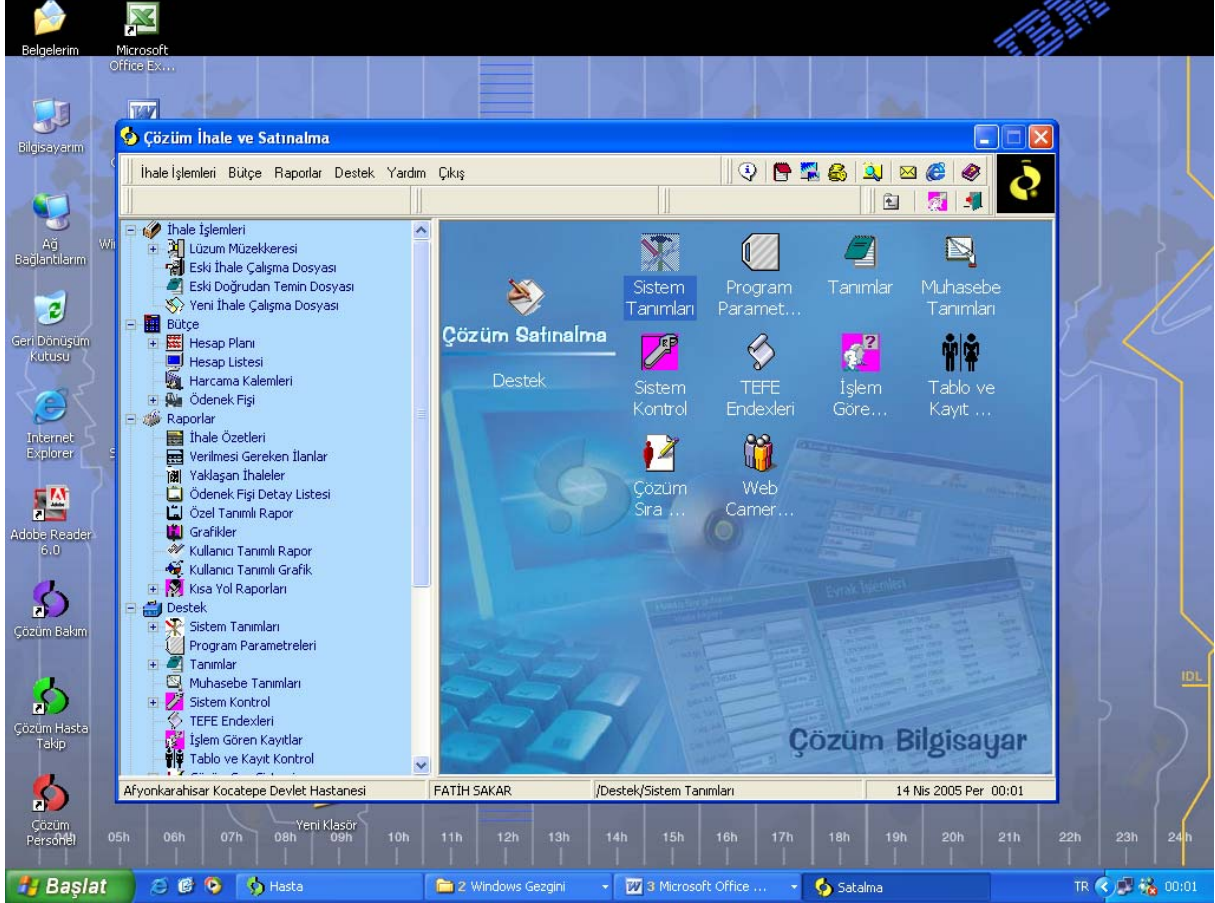 Belgelerim
Microsoft
Office Ex...
IBM
Bilgisayarım
Ağ
Bağlantılarım
Geri Dönüşüm
Kutusu
Internet
Explorer
Adobe Reader
6.0
Çözüm Bakım
Çözüm Hasta
Takip
Çözüm
Personel
Yeni Klasör
Çözüm İhale ve Satınalma
İhale İşlemleri Bütçe Raporlar Destek Yardım Çıkış
İhale İşlemleri
Lüzum Müzekkeresi
Eski İhale Çalışma Dosyası
Eski Doğrudan Temin Dosyası
Yeni İhale Çalışma Dosyası
Bütçe
Hesap Planı
Hesap Listesi
Harcama Kalemleri
Ödenek Fişi
Raporlar
İhale Özetleri
Verilmesi Gereken İlanlar
Yaklaşan İhaleler
Ödenek Fişi Detay Listesi
Özel Tanımlı Rapor
Grafikler
Kullanıcı Tanımlı Rapor
Kullanıcı Tanımlı Grafik
Kısa Yol Raporları
Destek
Sistem Tanımları
Program Parametreleri
Tanımlar
Muhasebe Tanımları
Sistem Kontrol
TEFE Endexleri
İşlem Gören Kayıtlar
Tablo ve Kayıt Kontrol
Çözüm Satınalma
Destek
Sistem
Tanımları
Program
Paramet...
Tanımlar
Muhasebe
Tanımları
Sistem
Kontrol
TEFE
Endexleri
İşlem
Göre...
Tablo ve
Kayıt ...
Çözüm
Sıra ...
Web
Camer...
Evrak İşlemleri
Çözüm Bilgisayar
Afyonkarahisar Kocatepe Devlet Hastanesi FATİH SAKAR /Destek/Sistem Tanımları 14 Nis 2005 Per 00:01
IDL
05h 06h 07h 08h 09h 10h 11h 12h 13h 14h 15h 16h 17h 18h 19h 20h 21h 22h 23h 24h
Başlat Hasta 2 Windows Gezgini 3 Microsoft Office ... Satalma TR 00:01